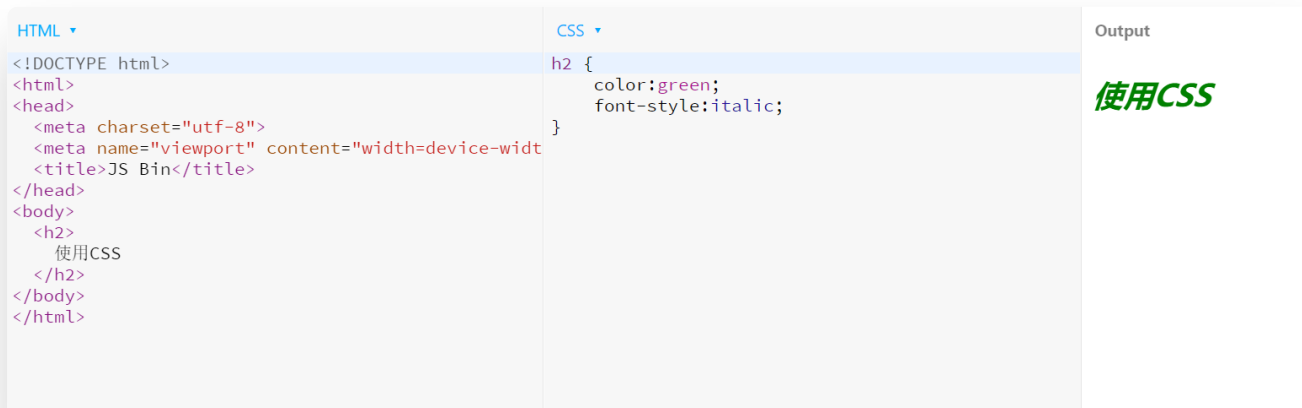 HTML
<!DOCTYPE html>
<html>
<head>
  <meta charset="utf-8">
  <meta name="viewport" content="width=device-widt
  <title>JS Bin</title>
</head>
<body>
  <h2>
    使用CSS
  </h2>
</body>
</html>
CSS
h2 {
    color:green;
    font-style:italic;
}
Output
使用CSS